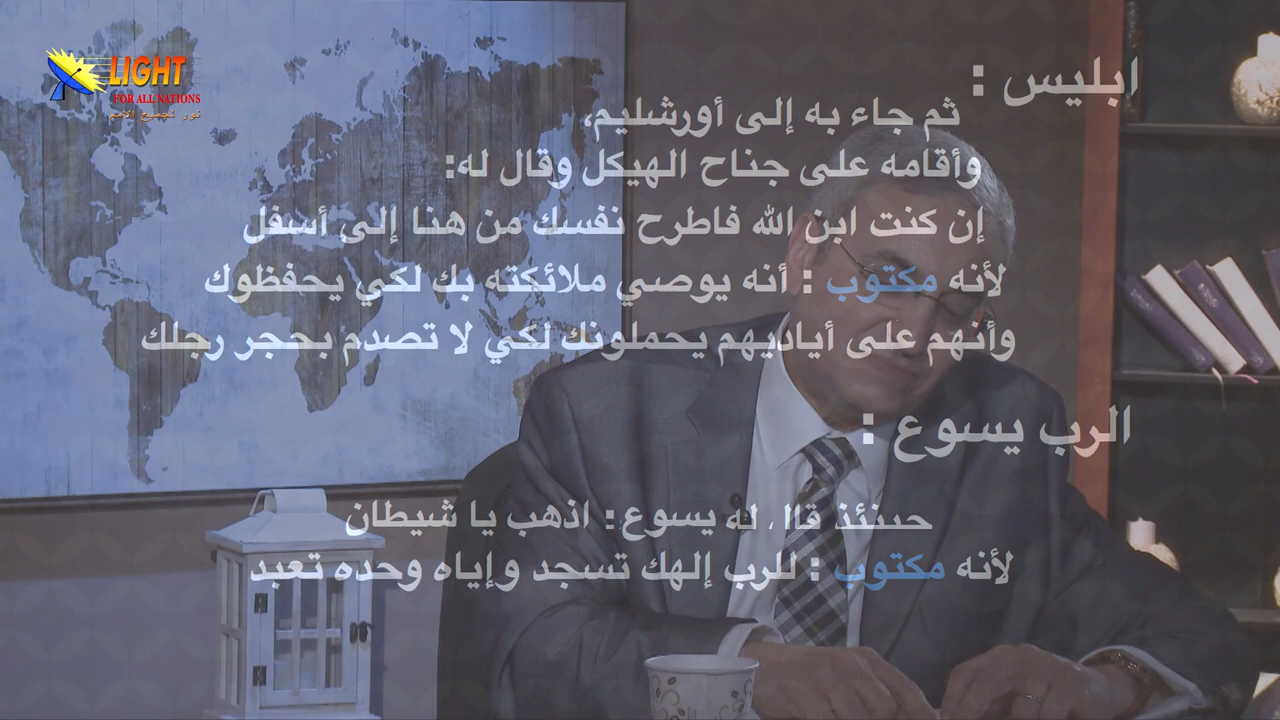 LIGHT
FOR ALL NATIONS
نور لجميع الأمم
ابليس :
ثم جاء به إلى أورشليم،
وأقامه على جناح الهيكل وقال له:
إن كنت ابن الله فاطرح نفسك من هنا إلى أسفل
لأنه مكتوب : أنه يوصي ملائكته بك لكي يحفظوك
وأنهم على أياديهم يحملونك لكي لا تصدم بحجر رجلك
الرب يسوع :
حينئذ قال له يسوع: اذهب يا شيطان
لأنه مكتوب : للرب إلهك تسجد وإياه وحده تعبد